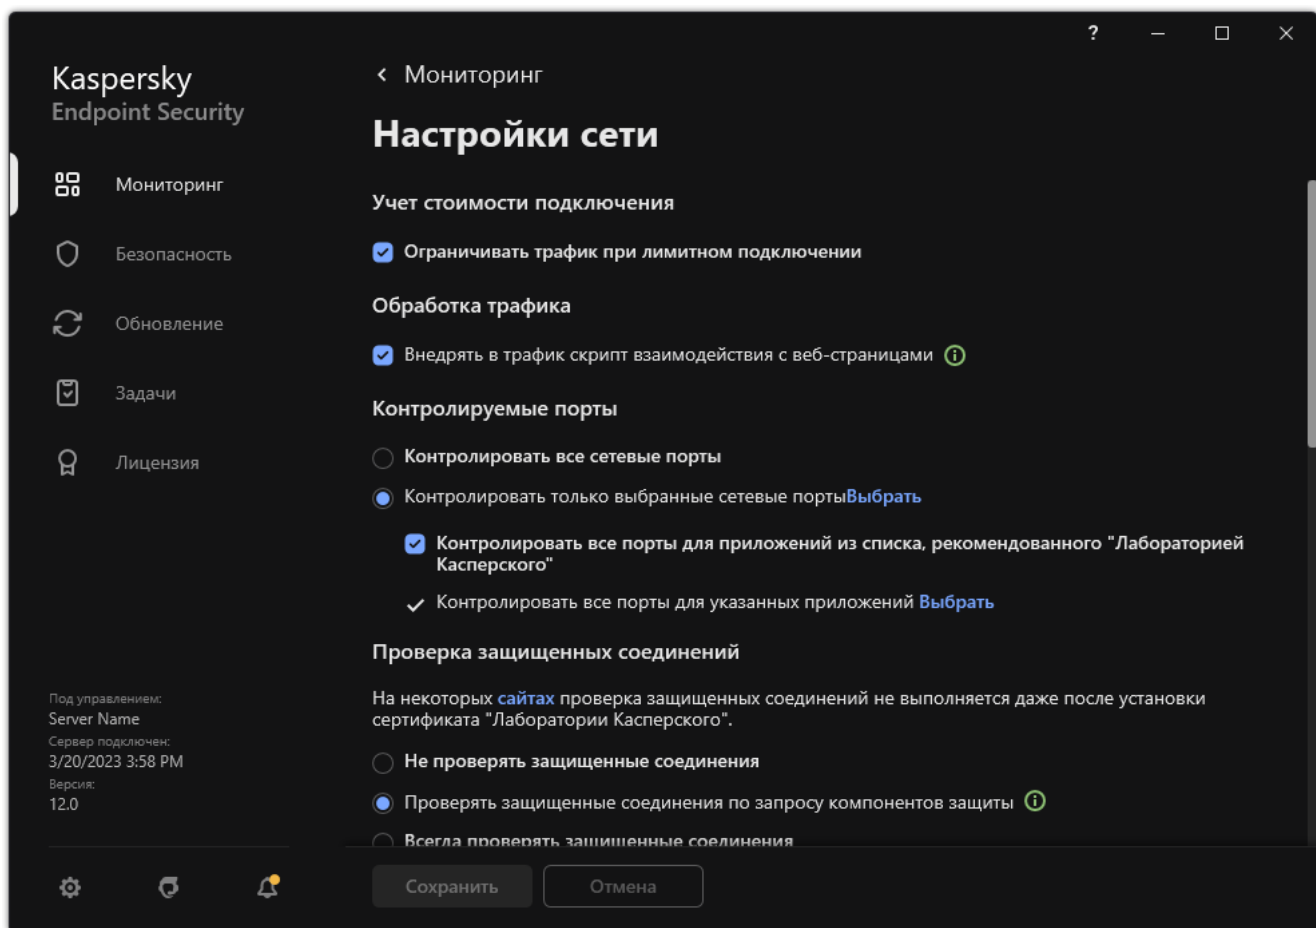 ?
Kaspersky
Endpoint Security
Мониторинг
Безопасность
Обновление
Задачи
Лицензия
Под управлением:
Server Name
Сервер подключен:
3/20/2023 3:58 PM
Версия:
12.0
Мониторинг
Настройки сети
Учет стоимости подключения
Ограничивать трафик при лимитном подключении
Обработка трафика
Внедрять в трафик скрипт взаимодействия с веб-страницами
Контролируемые порты
Контролировать все сетевые порты
Контролировать только выбранные сетевые портыВыбрать
Контролировать все порты для приложений из списка, рекомендованного "Лабораторией
Касперского"
Контролировать все порты для указанных приложений Выбрать
Проверка защищенных соединений
На некоторых сайтах проверка защищенных соединений не выполняется даже после установки
сертификата "Лаборатории Касперского".
Не проверять защищенные соединения
Проверять защищенные соединения по запросу компонентов защиты
Всегда проверять защищенные соединения
Сохранить
Отмена